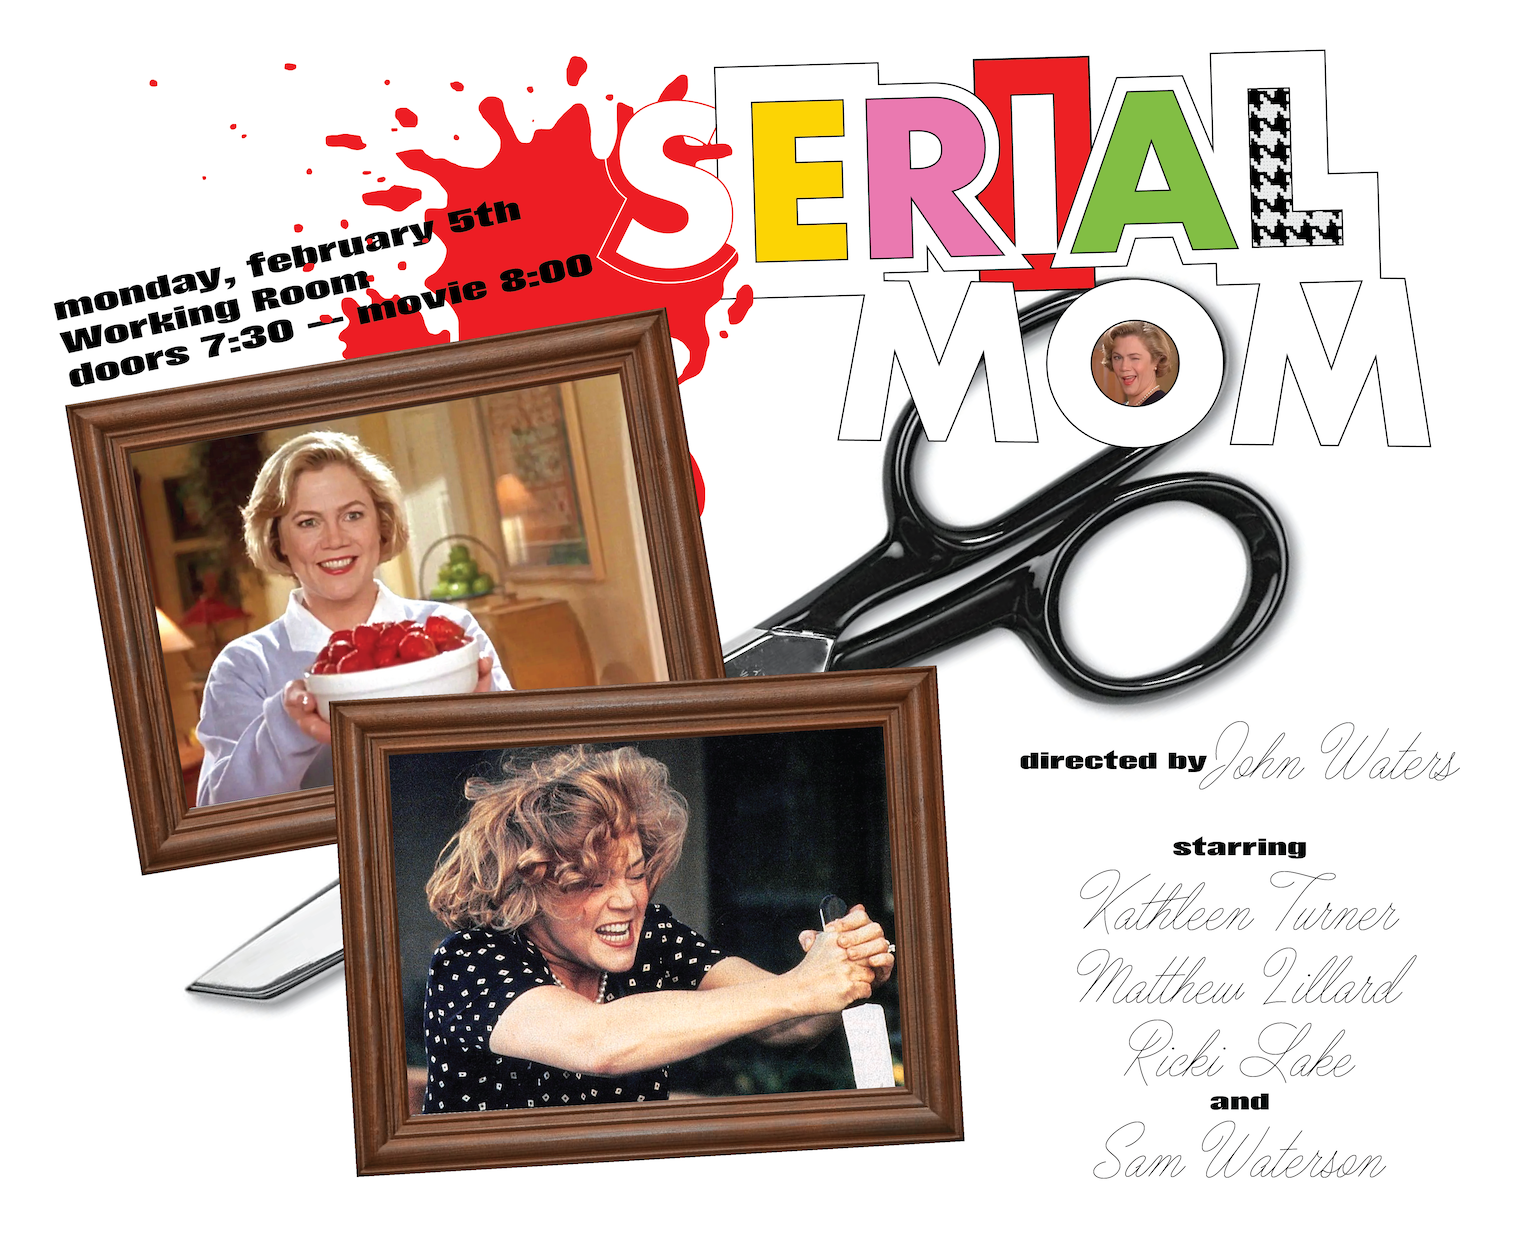 monday, february 5th
Working Room
doors 7:30 — movie 8:00
SERIAL
MOM
directed by John Waters
starring
Kathleen Turner
Matthew Lillard
Ricki Lake
and
Sam Waterson